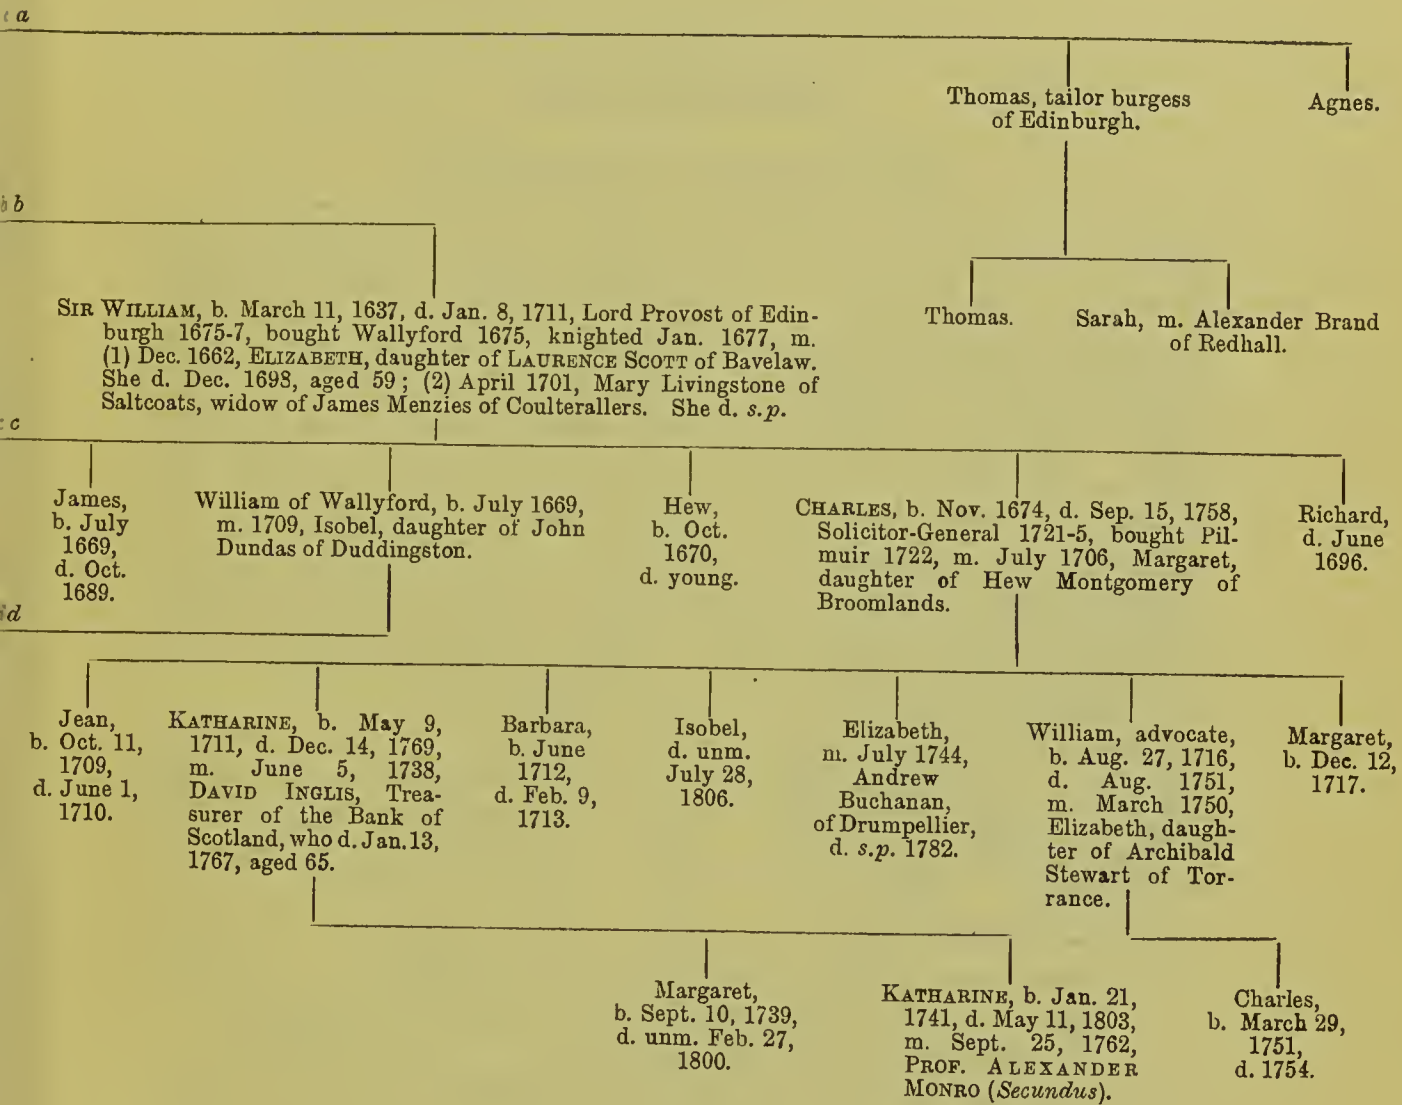 a
Thomas, tailor burgess
of Edinburgh.
Agnes.
b
SIR WILLIAM, b. March 11, 1637, d. Jan. 8, 1711, Lord Provost of Edin-
burgh 1675-7, bought Wallyford 1675, knighted Jan. 1677, m.
(1) Dec. 1662, ELIZABETH, daughter of LAURENCE SCOTT of Bavelaw.
She d. Dec. 1698, aged 59; (2) April 1701, Mary Livingstone of
Saltcoats, widow of James Menzies of Coulterallers. She d. s.p.
Thomas.
Sarah, m. Alexander Brand
of Redhall.
c
James,
b. July
1669,
d. Oct.
1689.
William of Wallyford, b. July 1669,
m. 1709, Isobel, daughter of John
Dundas of Duddingston.
Hew,
b. Oct.
1670,
d. young.
CHARLES, b. Nov. 1674, d. Sep. 15, 1758,
Solicitor-General 1721-5, bought Pil-
muir 1722, m. July 1706, Margaret,
daughter of Hew Montgomery of
Broomlands.
Richard,
d. June
1696.
d
Jean,
b. Oct. 11,
1709,
d. June 1,
1710.
KATHARINE, b. May 9,
1711, d. Dec. 14, 1769,
m. June 5, 1738,
DAVID INGLIS, Trea-
surer of the Bank of
Scotland, who d. Jan. 13,
1767, aged 65.
Barbara,
b. June
1712,
d. Feb. 9,
1713.
Isobel,
d. unm.
July 28,
1806.
Elizabeth,
m. July 1744,
Andrew
Buchanan,
of Drumpellier,
d. s.p. 1782.
William, advocate,
b. Aug. 27, 1716,
d. Aug. 1751,
m. March 1750,
Elizabeth, daugh-
ter of Archibald
Stewart of Tor-
rance.
Margaret,
b. Dec. 12,
1717.
Margaret,
b. Sept. 10, 1739,
d. unm. Feb. 27,
1800.
KATHARINE, b. Jan. 21,
1741, d. May 11, 1803,
m. Sept. 25, 1762,
PROF. ALEXANDER
MONRO (Secundus).
Charles,
b. March 29,
1751,
d. 1754.